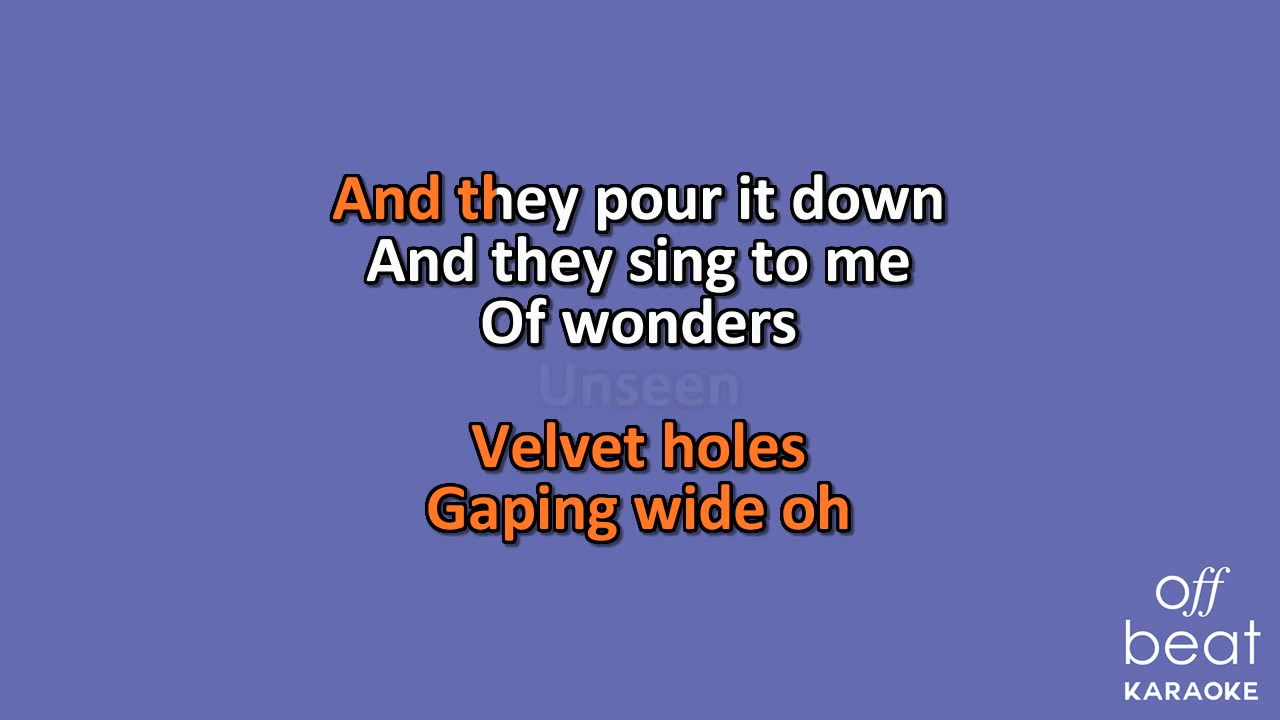 And they pour it down
And they sing to me
Of wonders
Unseen
Velvet holes
Gaping wide oh
off
beat
KARAOKE